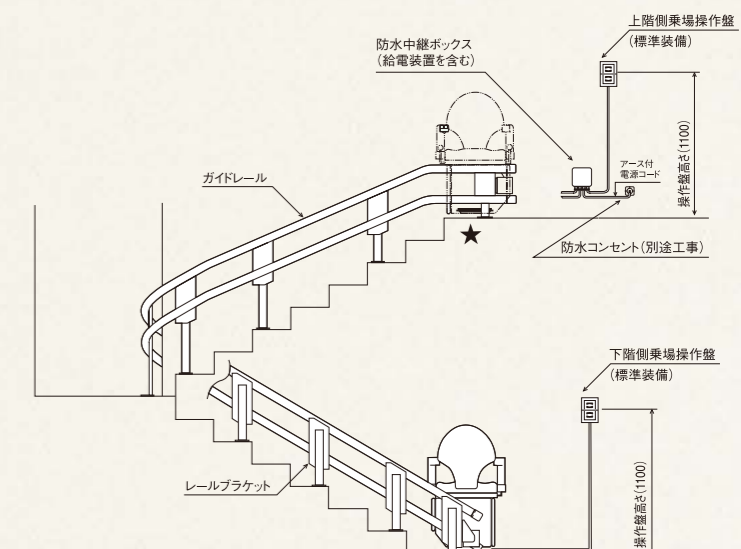 上階側乗場操作盤
(標準装備)
防水中継ボックス
(給電装置を含む)
操作盤高さ(1100)
アース付
電源コード
ガイドレール
★
防水コンセント(別途工事)
下階側乗場操作盤
(標準装備)
操作盤高さ(1100)
レールブラケット